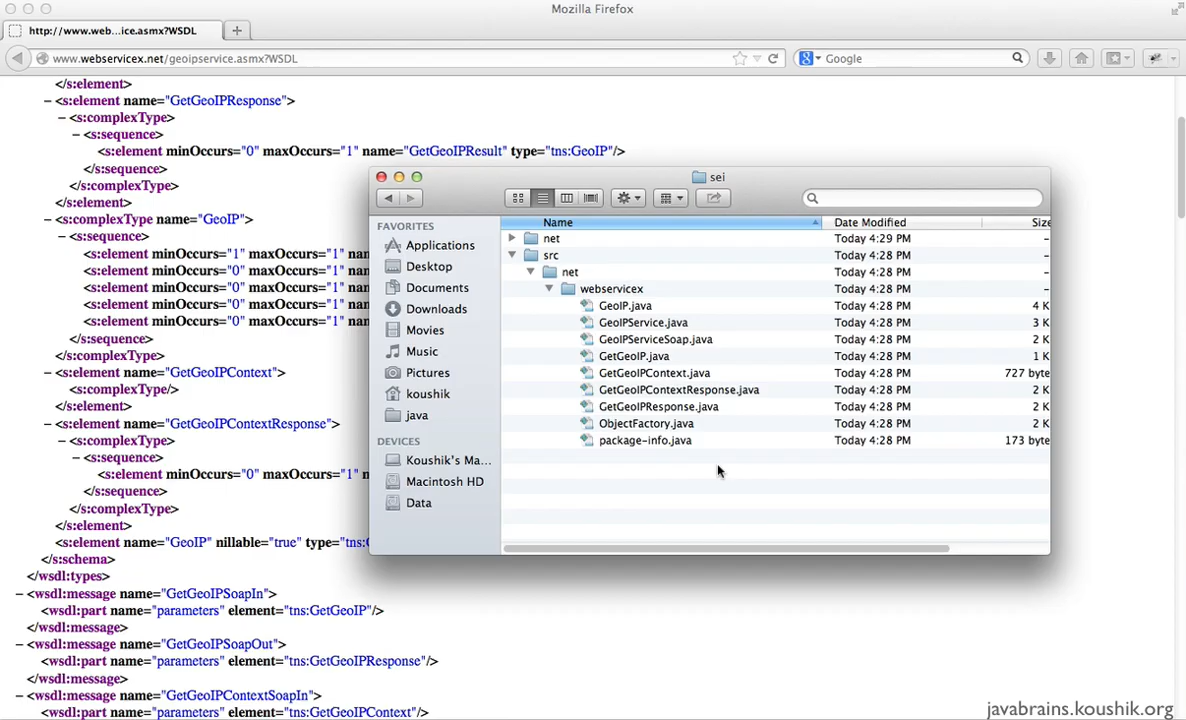 Mozilla Firefox
http://www.web...ice.asmx?WSDL
www.webservicex.net/geoipservice.asmx?WSDL
Google
</s:element>
− <s:element name="GetGeoIPResponse">
− <s:complexType>
− <s:sequence>
<s:element minOccurs="0" maxOccurs="1" name="GetGeoIPResult" type="tns:GeoIP"/>
</s:sequence>
</s:complexType>
</s:element>
− <s:complexType name="GeoIP">
− <s:sequence>
<s:element minOccurs="1" maxOccurs="1"
<s:element minOccurs="0" maxOccurs="1"
<s:element minOccurs="0" maxOccurs="1"
<s:element minOccurs="0" maxOccurs="1"
<s:element minOccurs="0" maxOccurs="1"
</s:sequence>
</s:complexType>
− <s:element name="GetGeoIPContext">
<s:complexType/>
</s:element>
− <s:element name="GetGeoIPContextResponse">
− <s:complexType>
− <s:sequence>
<s:element minOccurs="0" maxOccurs="1"
</s:sequence>
</s:complexType>
</s:element>
<s:element name="GeoIP" nillable="true"
</s:schema>
</wsdl:types>
− <wsdl:message name="GetGeoIPSoapIn">
<wsdl:part name="parameters" element="tns:GetGeoIP"/>
</wsdl:message>
− <wsdl:message name="GetGeoIPSoapOut">
<wsdl:part name="parameters" element="tns:GetGeoIPResponse"/>
</wsdl:message>
− <wsdl:message name="GetGeoIPContextSoapIn">
<wsdl:part name="parameters" element="tns:GetGeoIPContext"/>
sei
FAVORITES
Applications
Desktop
Documents
Downloads
Movies
Music
Pictures
koushik
java
DEVICES
Koushik's Ma...
Macintosh HD
Data
Name Date Modified Size
net Today 4:29 PM –
src Today 4:28 PM –
net Today 4:28 PM –
webservicex Today 4:28 PM –
GeoIP.java Today 4:28 PM 4 K
GeoIPService.java Today 4:28 PM 3 K
GeoIPServiceSoap.java Today 4:28 PM 2 K
GetGeoIP.java Today 4:28 PM 1 K
GetGeoIPContext.java Today 4:28 PM 727 byte
GetGeoIPContextResponse.java Today 4:28 PM 2 K
GetGeoIPResponse.java Today 4:28 PM 2 K
ObjectFactory.java Today 4:28 PM 2 K
package-info.java Today 4:28 PM 173 byte
javabrains.koushik.org